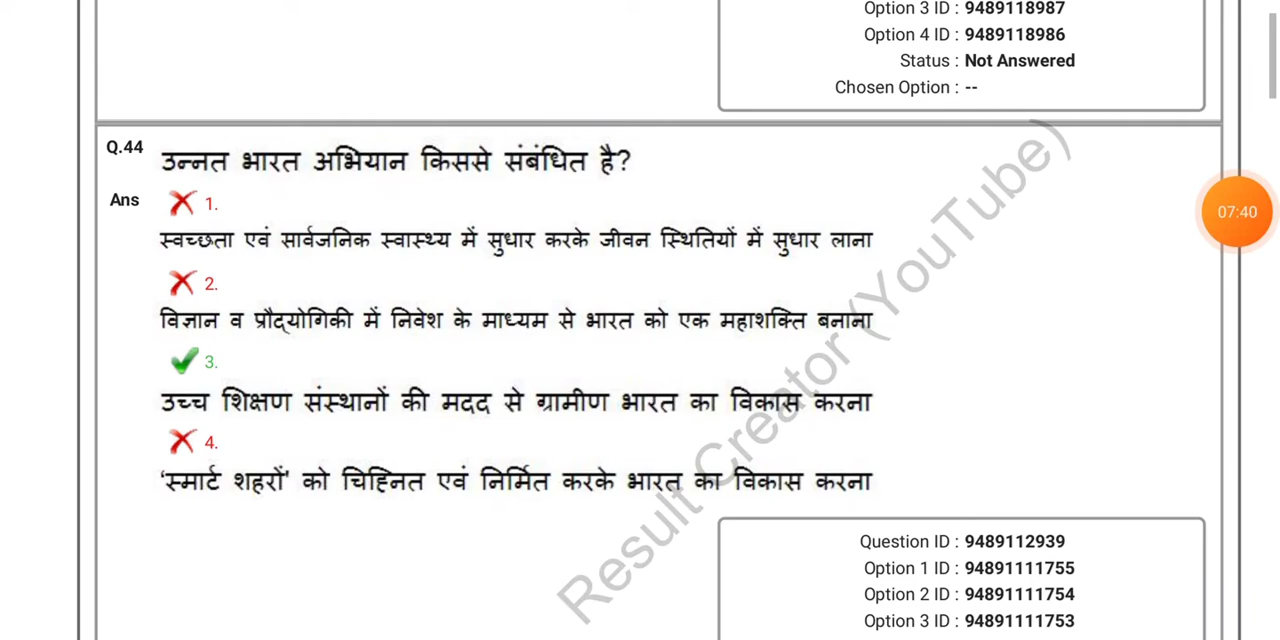 Option 3 ID : 9489118987
Option 4 ID : 9489118986
Status : Not Answered
Chosen Option : --
Q.44 उन्नत भारत अभियान किससे संबंधित है?
Ans 1.
स्वच्छता एवं सार्वजनिक स्वास्थ्य में सुधार करके जीवन स्थितियों में सुधार लाना
2.
विज्ञान व प्रौद्योगिकी में निवेश के माध्यम से भारत को एक महाशक्ति बनाना
3.
उच्च शिक्षण संस्थानों की मदद से ग्रामीण भारत का विकास करना
4.
‘स्मार्ट शहरों' को चिह्नित एवं निर्मित करके भारत का विकास करना
Question ID : 9489112939
Option 1 ID : 94891111755
Option 2 ID : 94891111754
Option 3 ID : 94891111753
07:40
Result Creator (YouTube)